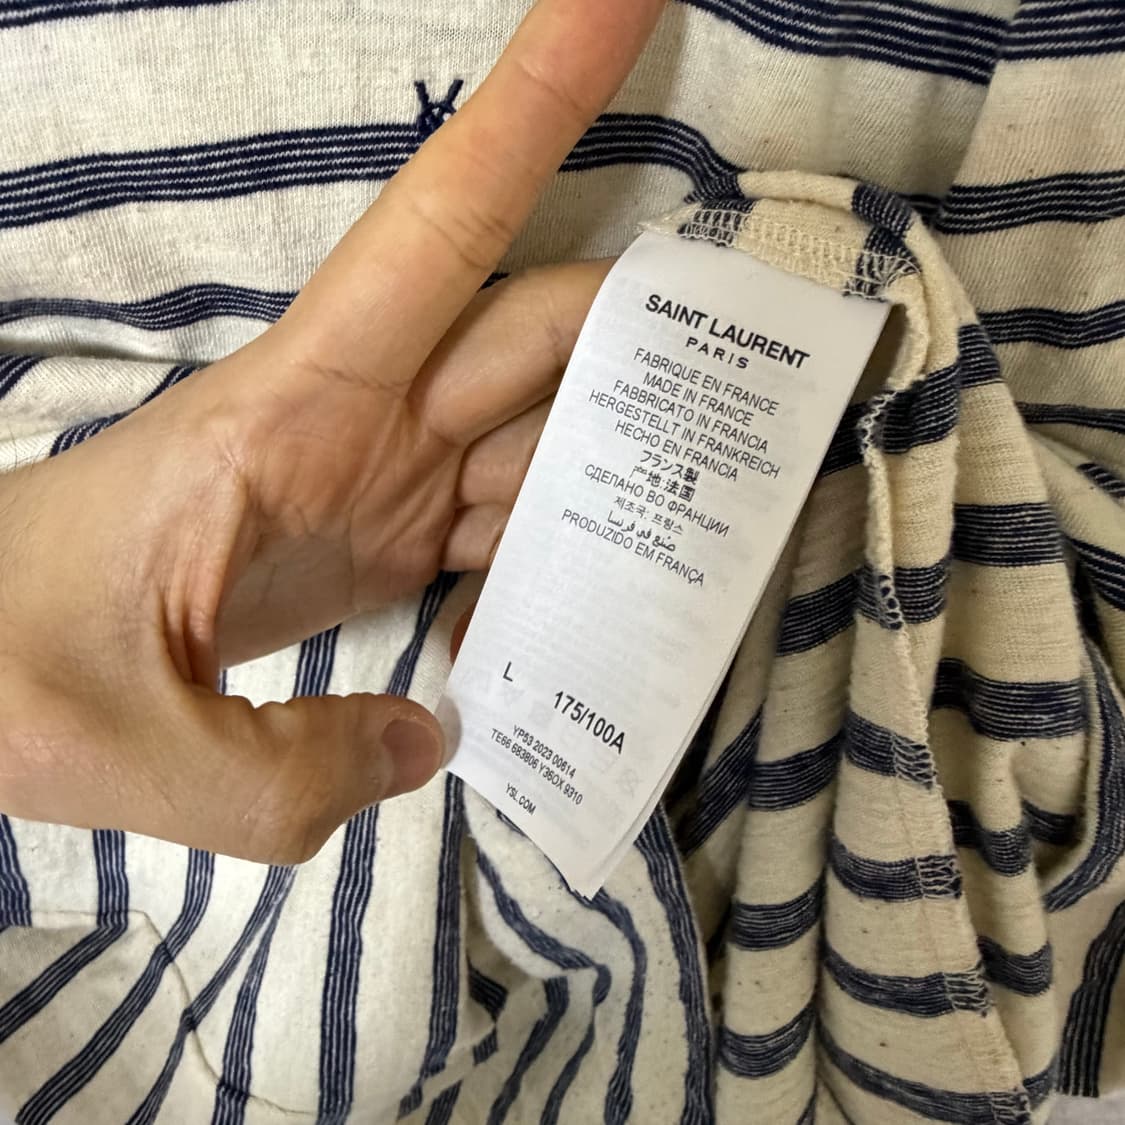 SAINT LAURENT
PARIS
FABRIQUE EN FRANCE
MADE IN FRANCE
FABBRICATO IN FRANCIA
HERGESTELLT IN FRANKREICH
HECHO EN FRANCIA
フランス製
产地:法国
СДЕЛАНО ВО ФРАНЦИИ
제조국: 프랑스
صنع في فرنسا
PRODUZIDO EM FRANÇA
L 175/100A
YP53 2023 00614
TE66 683806 Y36OX 9310
YSL.COM